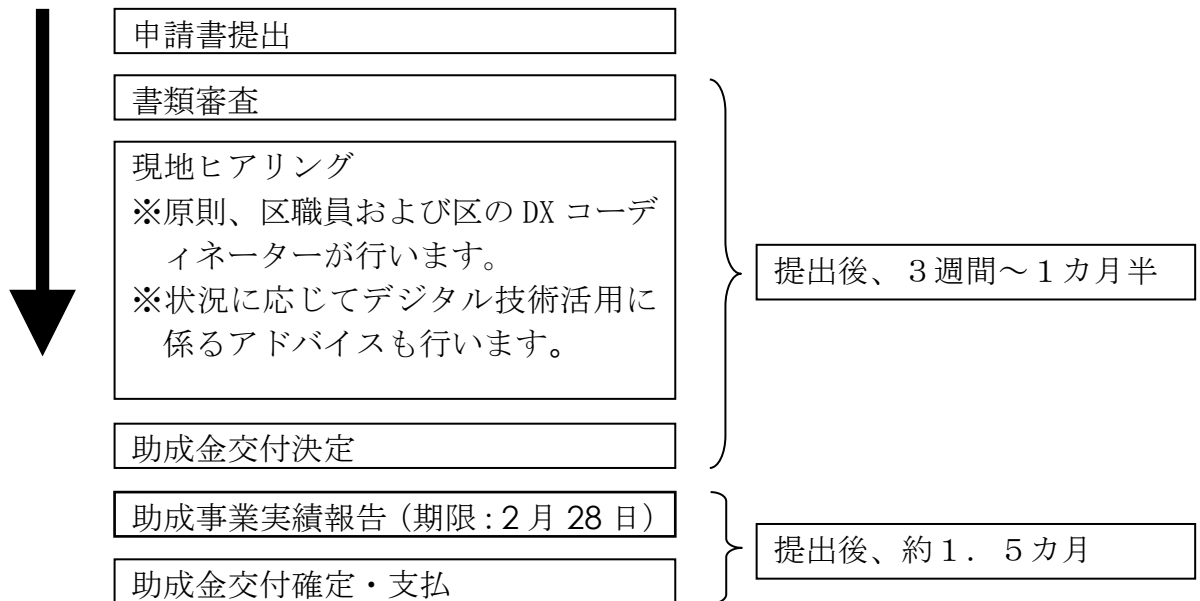 申請書提出
書類審査
現地ヒアリング
※原則、区職員および区の DX コーデ
ィネーターが行います。
※状況に応じてデジタル技術活用に
係るアドバイスも行います。
提出後、３週間～１カ月半
助成金交付決定
助成事業実績報告（期限：2 月 28 日）
提出後、約１．５カ月
助成金交付確定・支払